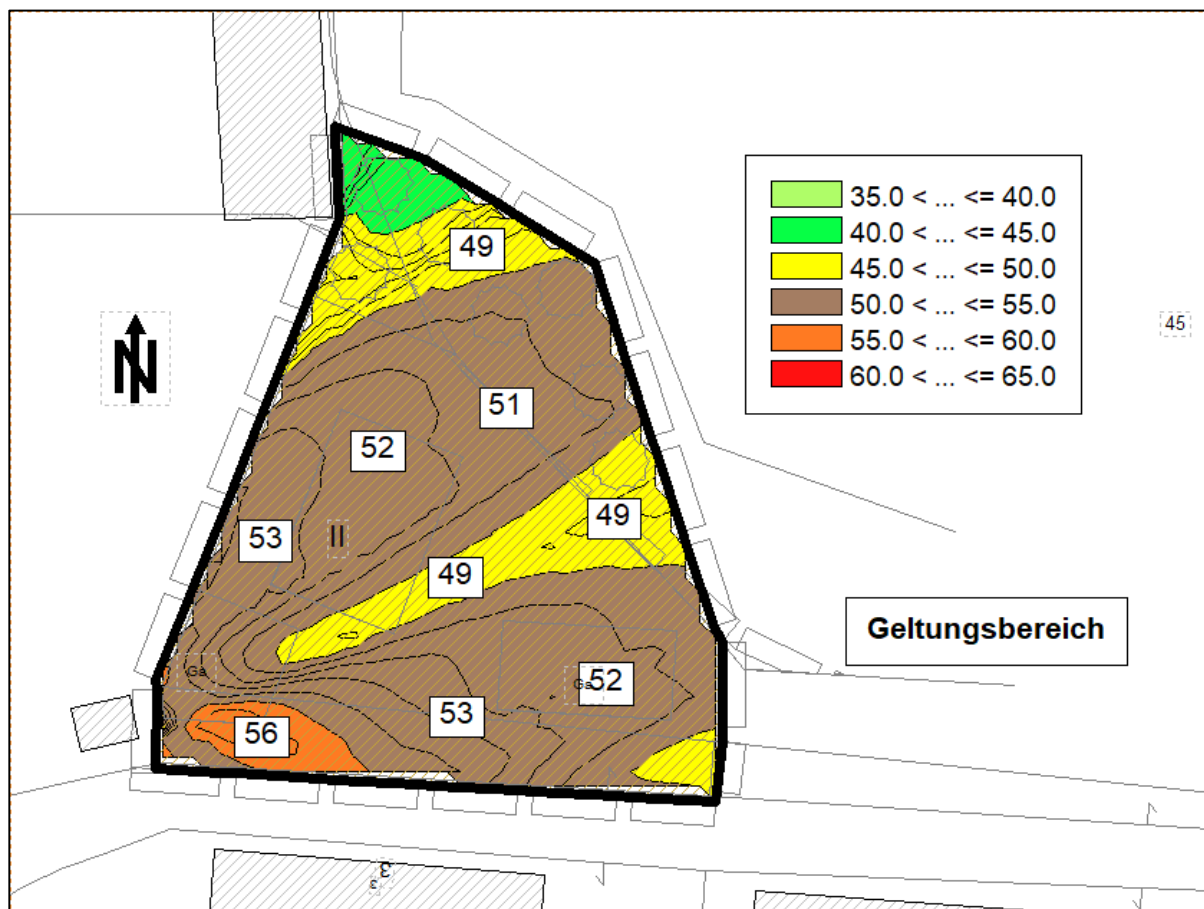 35.0 < ... <= 40.0
40.0 < ... <= 45.0
45.0 < ... <= 50.0
50.0 < ... <= 55.0
55.0 < ... <= 60.0
60.0 < ... <= 65.0
49
N
45
51
52
49
53
II
49
Geltungsbereich
Ga
Ga
52
53
56
3
3